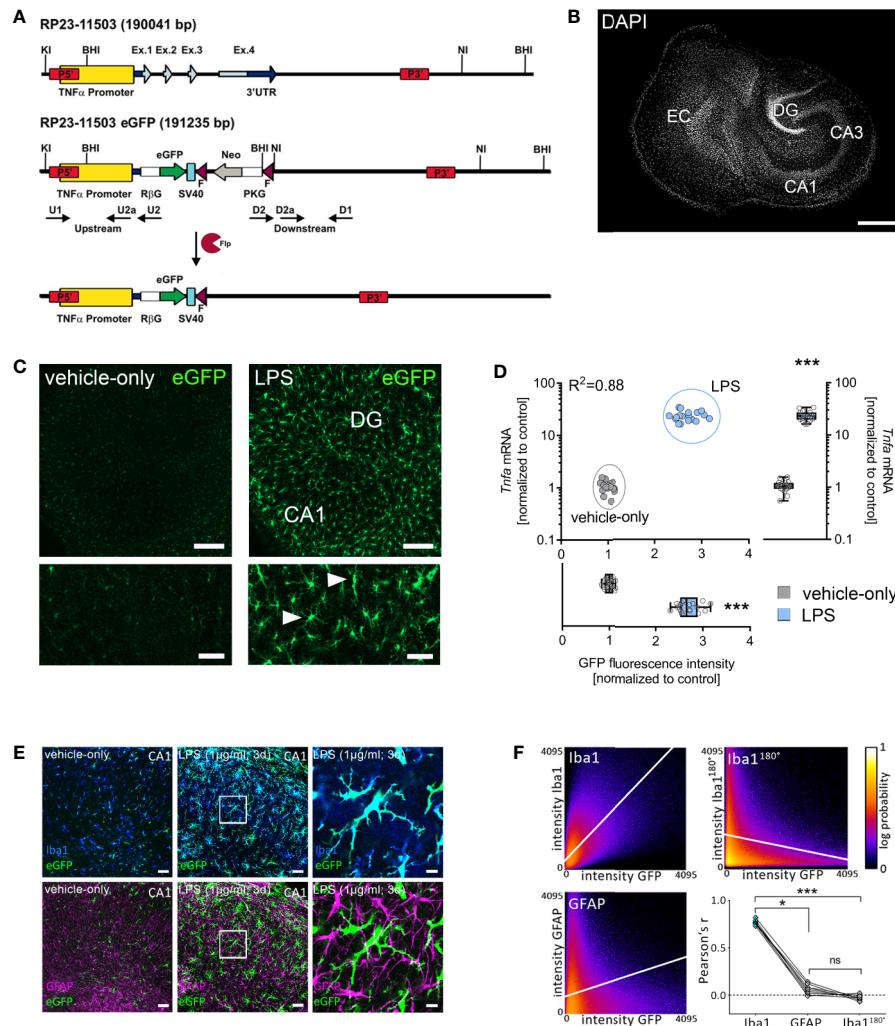 A
RP23-11503 (190041 bp)
KI BHI Ex.1 Ex.2 Ex.3 Ex.4 NI BHI
P5' P3'
TNFα Promoter 3'UTR
RP23-11503 eGFP (191235 bp)
KI BHI eGFP Neo BHI NI NI BHI
P5' F F P3'
TNFα Promoter RβG SV40 PKG
U1 U2a U2 D2 D2a D1
Upstream Downstream
Flp
eGFP
P5' F P3'
TNFα Promoter RβG SV40
B
DAPI
EC DG CA3
CA1
C
vehicle-only eGFP LPS eGFP
DG
CA1
D
***
100 R²=0.88 LPS 100
10 10
1 1
vehicle-only
0.1 0.1
0 1 2 3 4
Tnfa mRNA
[normalized to control]
Tnfa mRNA
[normalized to control]
***
0 1 2 3 4
GFP fluorescence intensity
[normalized to control]
vehicle-only
LPS
E
vehicle-only CA1 LPS (1µg/ml; 3d) CA1 LPS (1µg/ml; 3d)
Iba1
eGFP eGFP eGFP
vehicle-only CA1 LPS (1µg/ml; 3d) CA1 LPS (1µg/ml; 3d)
GFAP GFAP GFAP
eGFP eGFP eGFP
F
4095 Iba1 4095 Iba1180° 1
intensity Iba1 intensity Iba1180° log probability
0 0 0
0 intensity GFP 4095 0 intensity GFP 4095
4095 GFAP
intensity GFAP
0
0 intensity GFP 4095
***
*
ns
1.0
0.5
0.0
Pearson's r
Iba1 GFAP Iba1180°